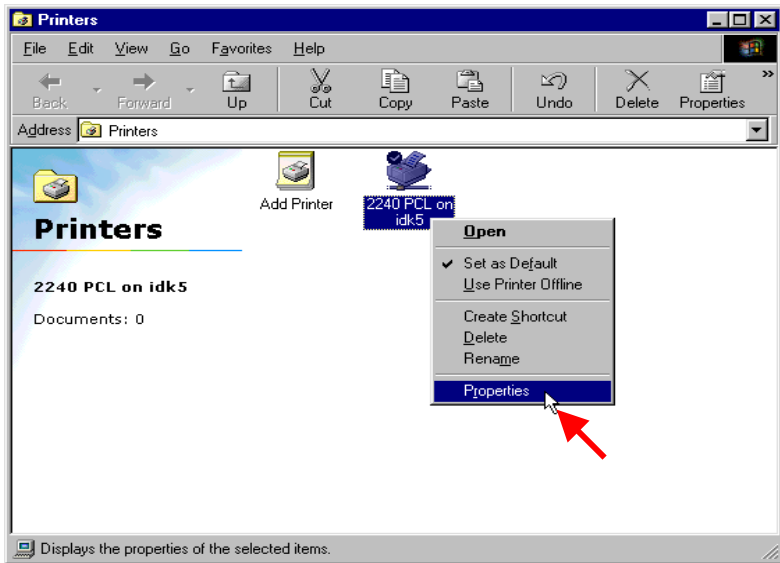 Printers
File Edit View Go Favorites Help
Back Forward Up Cut Copy Paste Undo Delete Properties »
Address Printers
Printers
2240 PCL on idk5
Documents: 0
Add Printer
2240 PCL on
idk5
Open
Set as Default
Use Printer Offline
Create Shortcut
Delete
Rename
Properties
Displays the properties of the selected items.